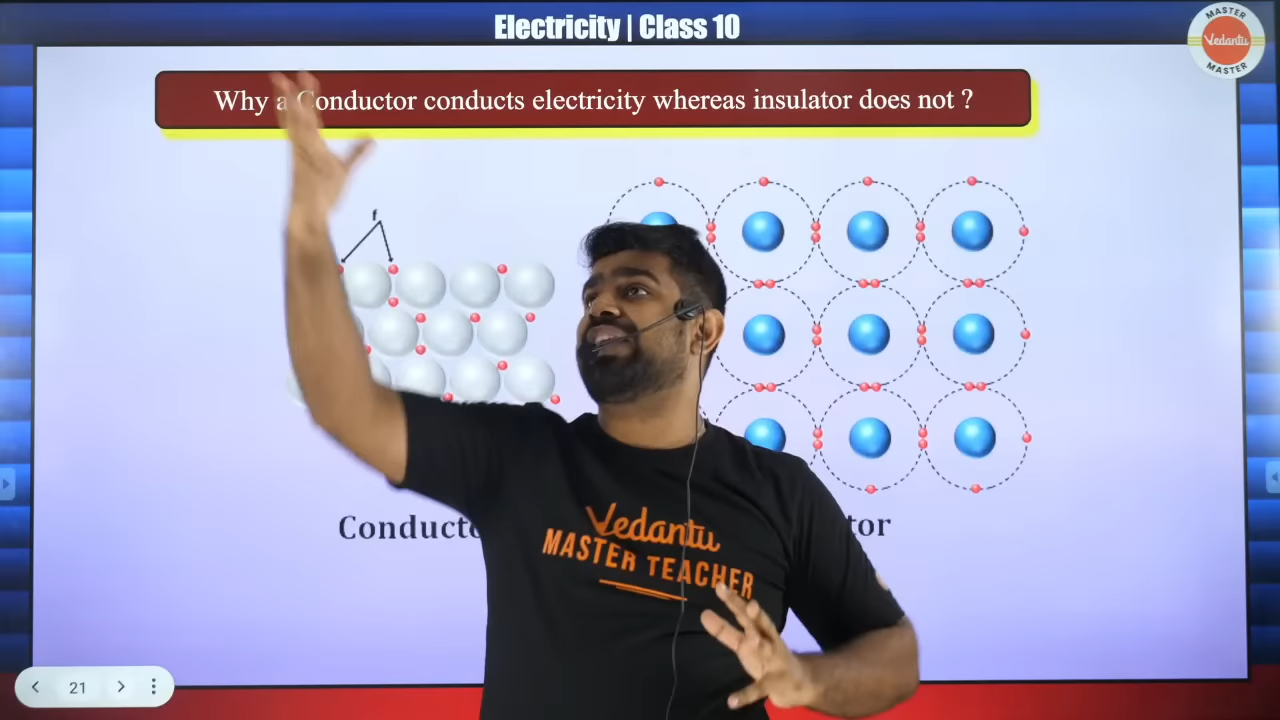 Electricity | Class 10
MASTER
Vedantu
MASTER
Why a Conductor conducts electricity whereas insulator does not ?
f
Conducto
tor
Vedantu
MASTER TEACHER
21